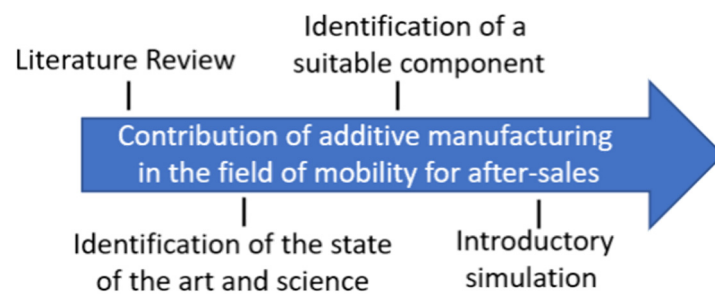 Identification of a
suitable component
Literature Review
Contribution of additive manufacturing
in the field of mobility for after-sales
Identification of the state
of the art and science
Introductory
simulation